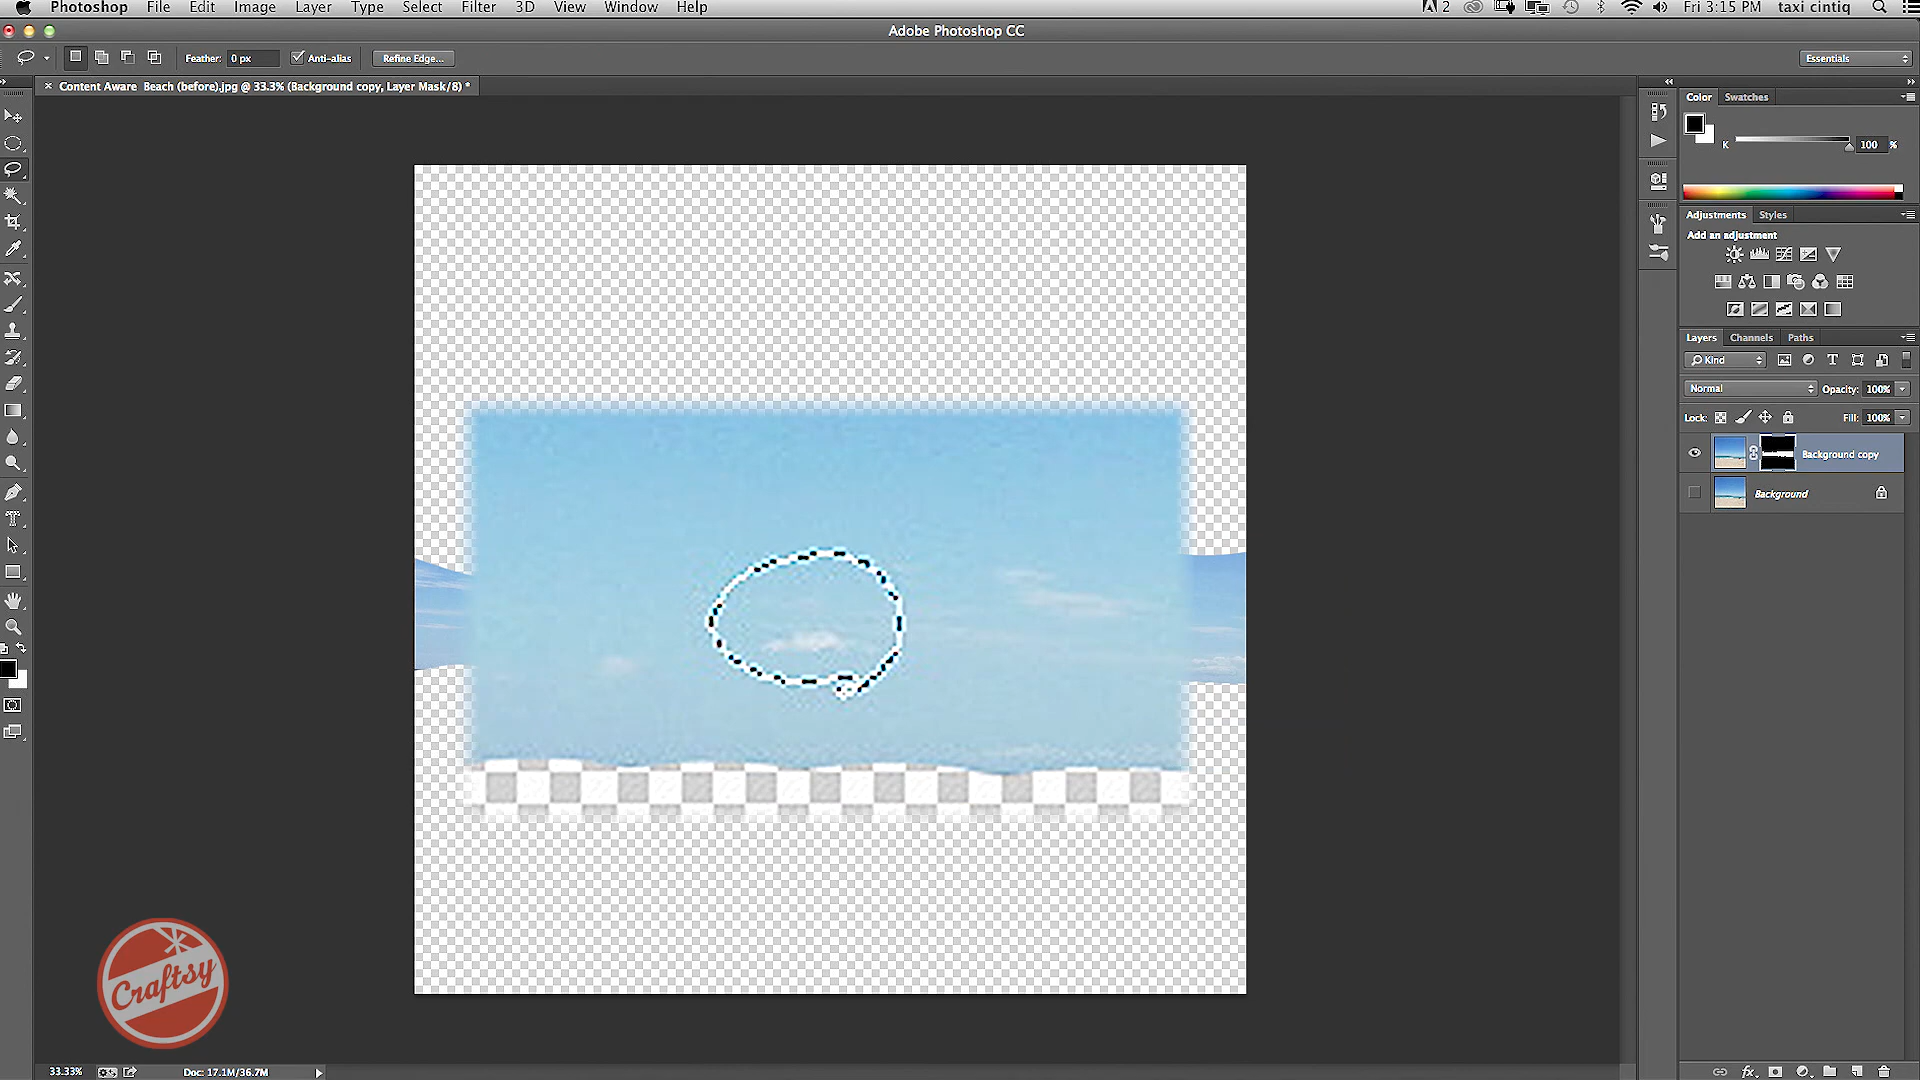 Photoshop File Edit Image Layer Type Select Filter 3D View Window Help 2 Fri 3:15 PM taxi cintiq
Adobe Photoshop CC
Feather: 0 px Anti-alias Refine Edge... Essentials
× Content Aware Beach (before).jpg @ 33.3% (Background copy, Layer Mask/8) *
Color Swatches
K 100 %
Adjustments Styles
Add an adjustment
Layers Channels Paths
Kind
Normal Opacity: 100%
Lock: Fill: 100%
Background copy
Background
Craftsy
33.33% Doc: 17.1M/36.7M